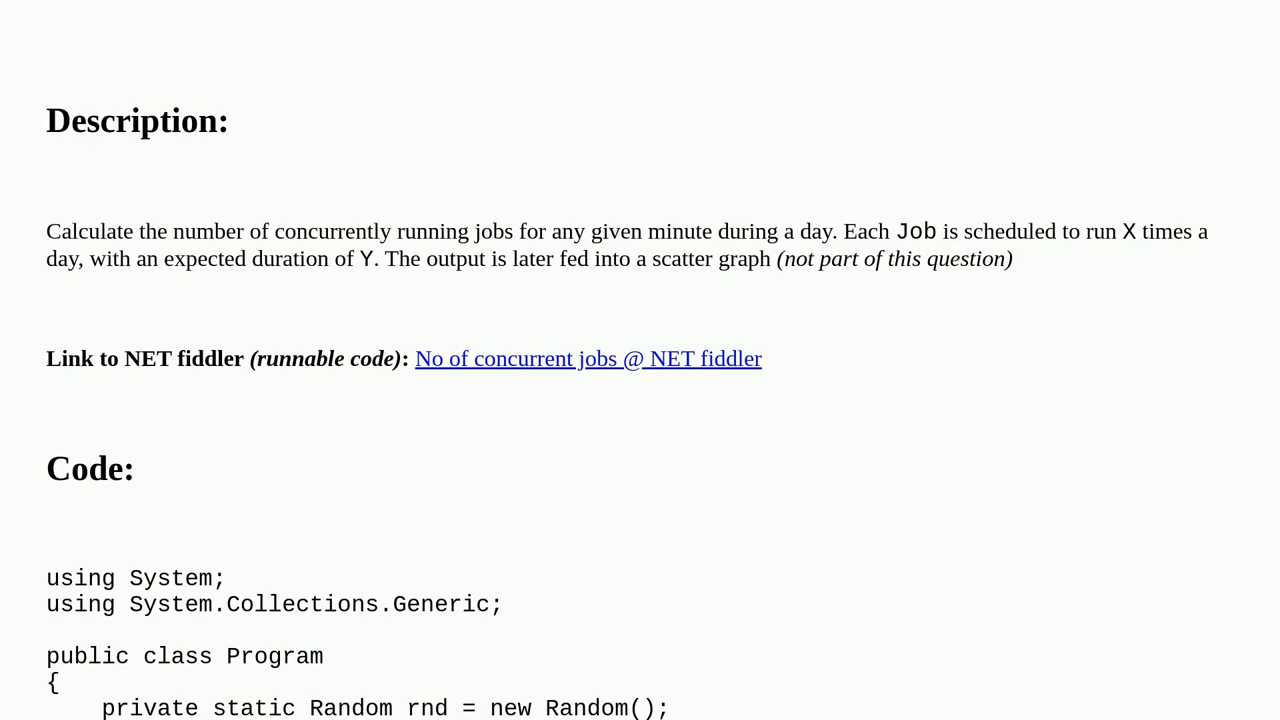 Description:
Calculate the number of concurrently running jobs for any given minute during a day. Each Job is scheduled to run X times a
day, with an expected duration of Y. The output is later fed into a scatter graph (not part of this question)
Link to NET fiddler (runnable code): No of concurrent jobs @ NET fiddler
Code:
using System;
using System.Collections.Generic;
public class Program
{
    private static Random rnd = new Random();